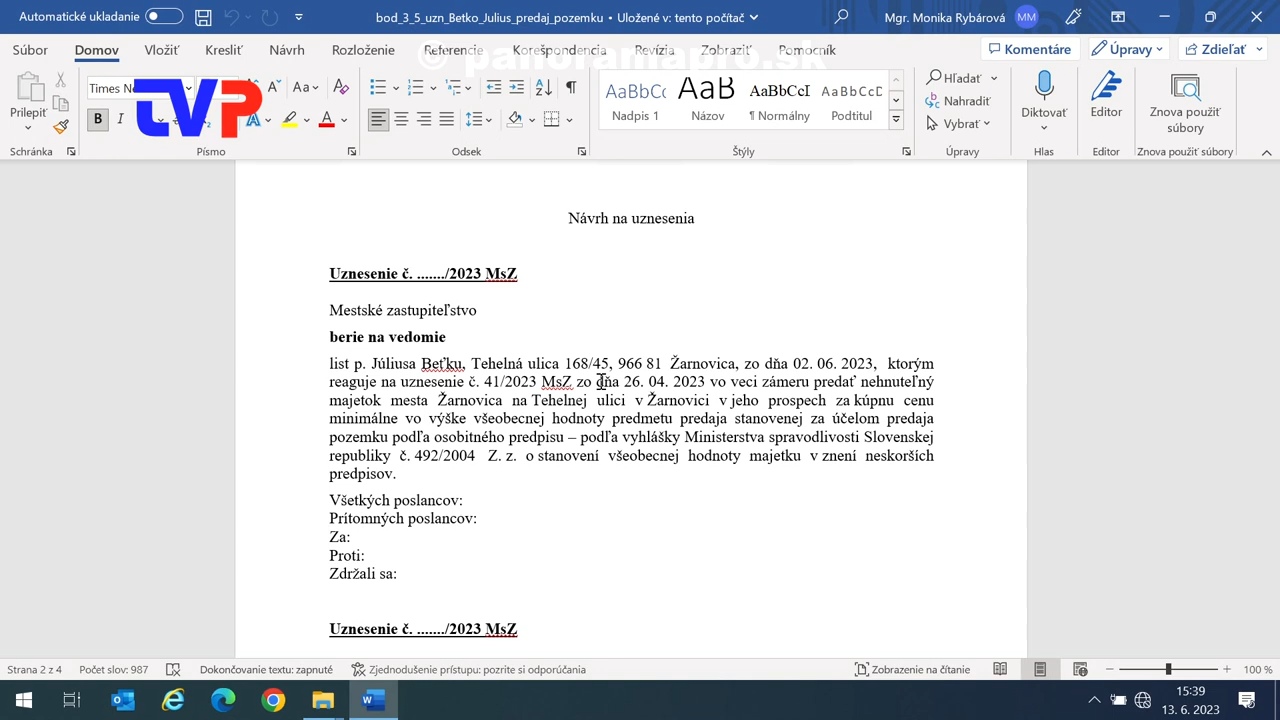 Automatické ukladanie
bod_3_5_uzn_Betko_Julius_predaj_pozemku • Uložené v: tento počítač
Mgr. Monika Rybárová MM
Súbor Domov Vložiť Kresliť Návrh Rozloženie Referencie Korešpondencia Revízia Zobraziť Pomocník
Komentáre Úpravy Zdieľať
© panoramapro.sk
Times Ne
TVP
Prilepiť
AaBbCc AaB AaBbCcI AaBbCcD
Nadpis 1 Názov ¶ Normálny Podtitul
Hľadať
Nahradiť
Vybrať
Diktovať
Editor
Znova použiť súbory
Schránka Písmo Odsek Štýly Úpravy Hlas Editor Znova použiť súbory
Návrh na uznesenia
Uznesenie č. ......./2023 MsZ
Mestské zastupiteľstvo
berie na vedomie
list p. Júliusa Beťku, Tehelná ulica 168/45, 966 81 Žarnovica, zo dňa 02. 06. 2023, ktorým
reaguje na uznesenie č. 41/2023 MsZ zo dňa 26. 04. 2023 vo veci zámeru predať nehnuteľný
majetok mesta Žarnovica na Tehelnej ulici v Žarnovici v jeho prospech za kúpnu cenu
minimálne vo výške všeobecnej hodnoty predmetu predaja stanovenej za účelom predaja
pozemku podľa osobitného predpisu – podľa vyhlášky Ministerstva spravodlivosti Slovenskej
republiky č. 492/2004 Z. z. o stanovení všeobecnej hodnoty majetku v znení neskorších
predpisov.
Všetkých poslancov:
Prítomných poslancov:
Za:
Proti:
Zdržali sa:
Uznesenie č. ......./2023 MsZ
Strana 2 z 4 Počet slov: 987 Dokončovanie textu: zapnuté Zjednodušenie prístupu: pozrite si odporúčania Zobrazenie na čítanie 100 %
15:39
13. 6. 2023